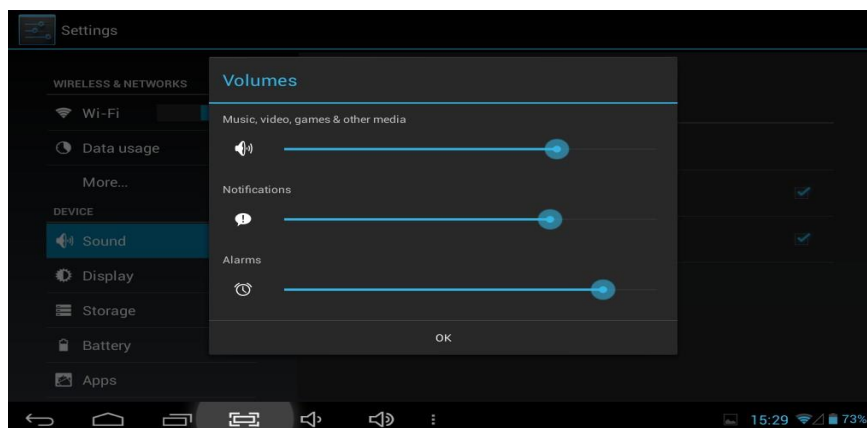 Settings
WIRELESS & NETWORKS
Wi-Fi
Data usage
More...
DEVICE
Sound
Display
Storage
Battery
Apps
Volumes
Music, video, games & other media
Notifications
Alarms
OK
15:29 73%